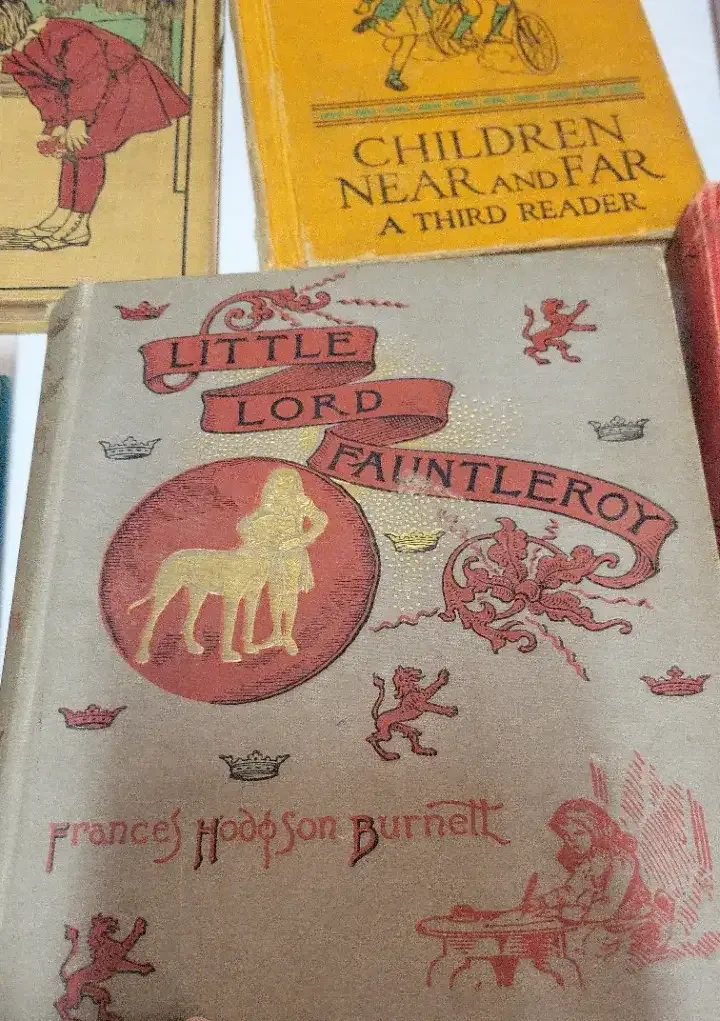 CHILDREN
NEAR AND FAR
A THIRD READER
LITTLE
LORD
FAUNTLEROY
Frances Hodgson Burnett